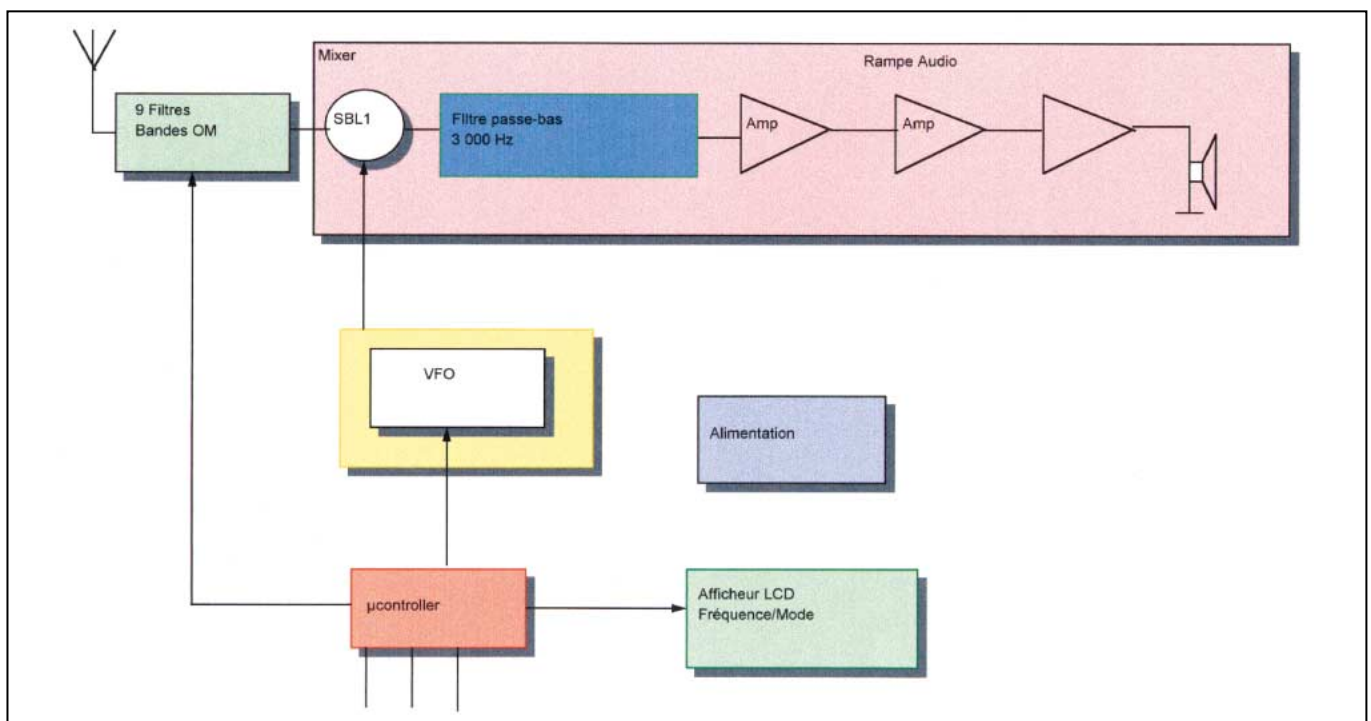 Mixer
Rampe Audio
9 Filtres
Bandes OM
SBL1
Filtre passe-bas
3 000 Hz
Amp
Amp
VFO
Alimentation
µcontroller
Afficheur LCD
Fréquence/Mode